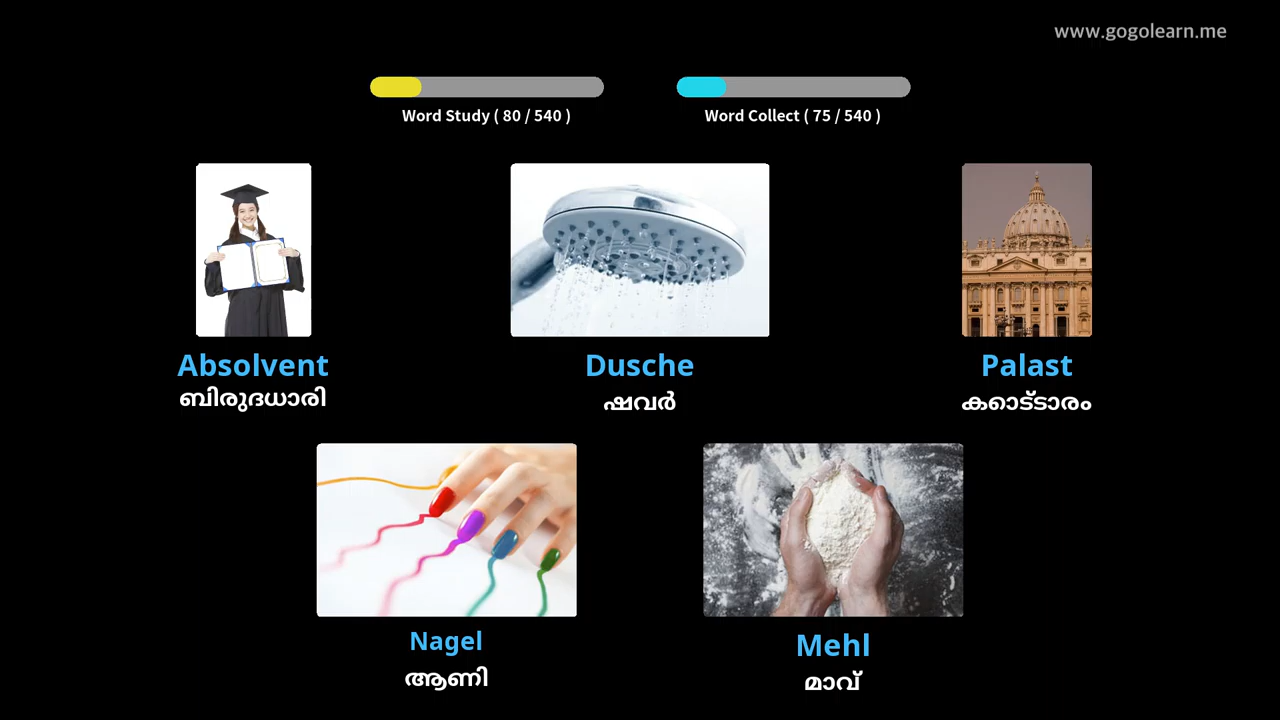 www.gogolearn.me
Word Study ( 80 / 540 )
Word Collect ( 75 / 540 )
Absolvent
ബിരുദധാരി
Dusche
ഷവർ
Palast
കൊട്ടാരം
Nagel
ആണി
Mehl
മാവ്